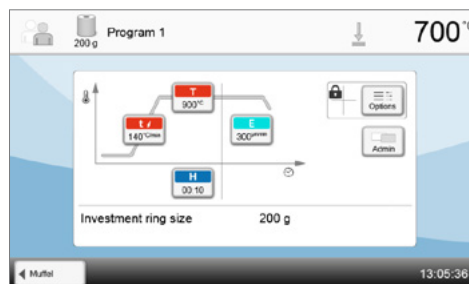 200 g
Program 1
700°
T
900°C
t
140°C/min
E
300µm/min
H
00:10
Options
Admin
Investment ring size 200 g
Muffel
13:05:36